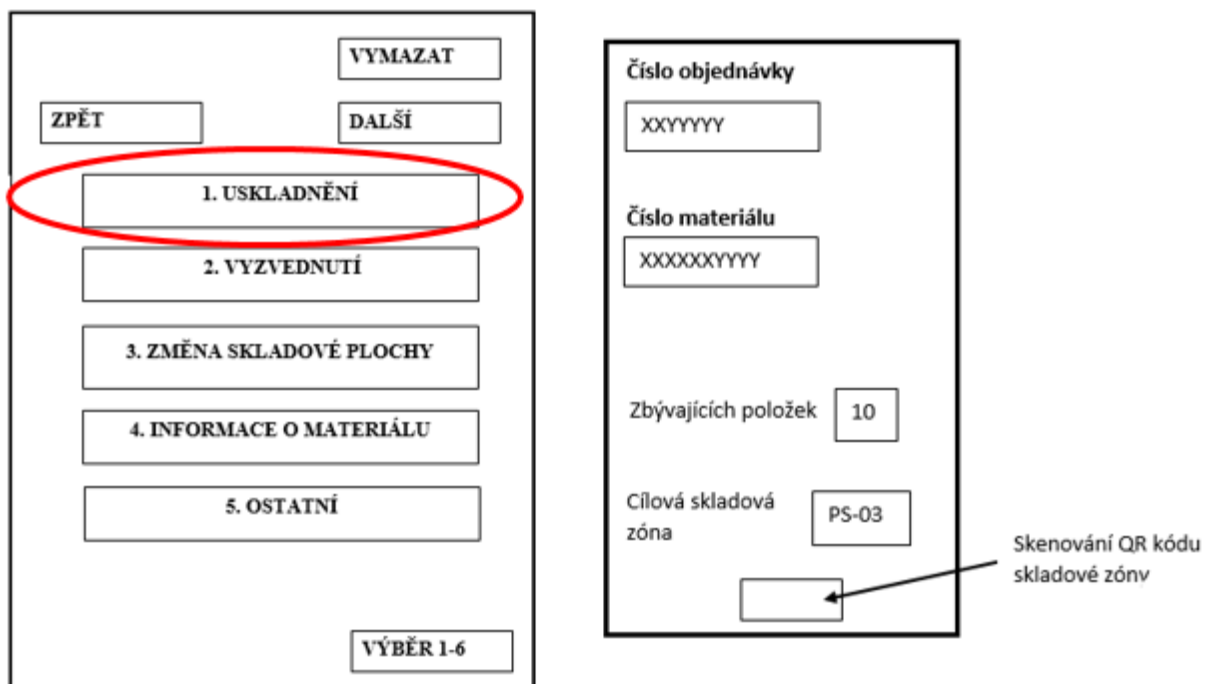 VYMAZAT
ZPĚT
DALŠÍ
1. USKLADNĚNÍ
2. VYZVEDNUTÍ
3. ZMĚNA SKLADOVÉ PLOCHY
4. INFORMACE O MATERIÁLU
5. OSTATNÍ
VÝBĚR 1-6
Číslo objednávky
XXYYYYY
Číslo materiálu
XXXXXXYYYY
Zbývajících položek 10
Cílová skladová
zóna
PS-03
Skenování QR kódu
skladové zóny